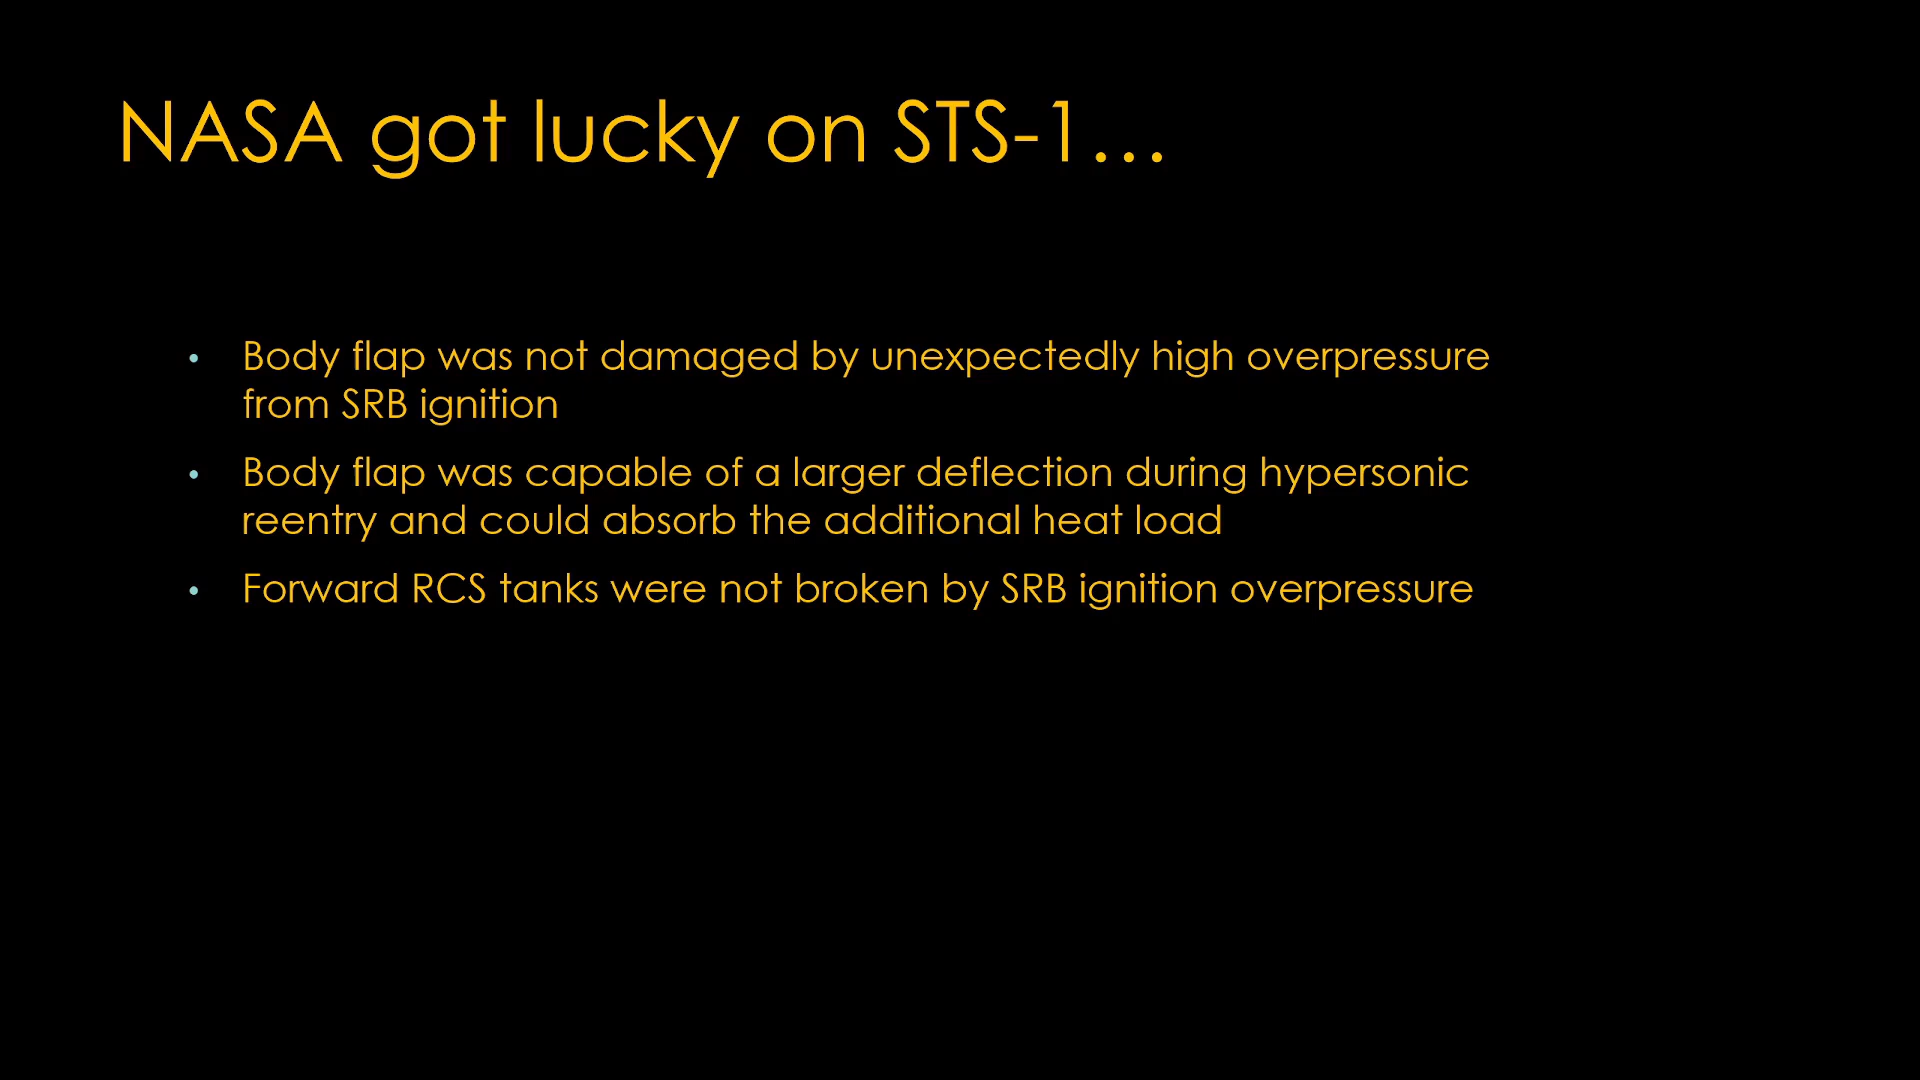 NASA got lucky on STS-1…
• Body flap was not damaged by unexpectedly high overpressure
from SRB ignition
• Body flap was capable of a larger deflection during hypersonic
reentry and could absorb the additional heat load
• Forward RCS tanks were not broken by SRB ignition overpressure